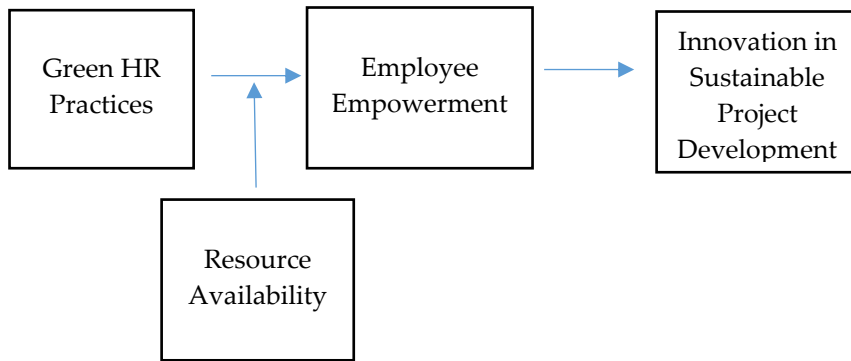 Green HR
Practices
Employee
Empowerment
Innovation in
Sustainable
Project
Development
Resource
Availability